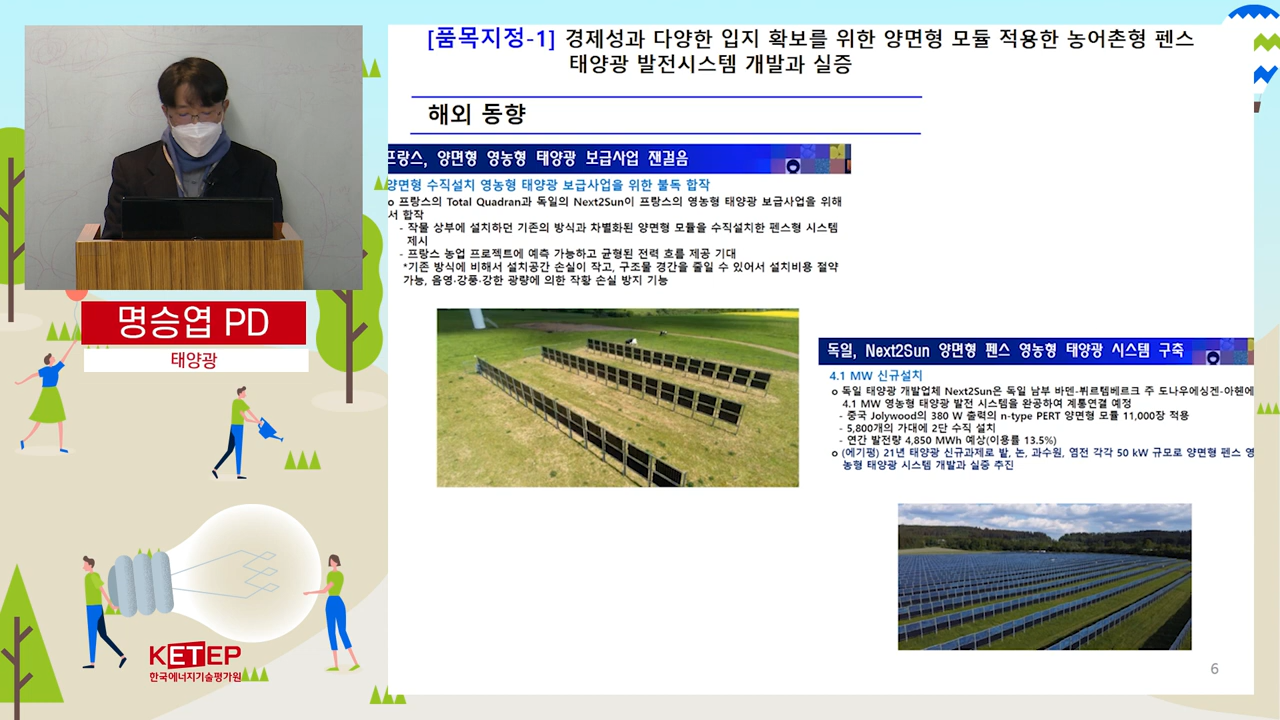 [품목지정-1] 경제성과 다양한 입지 확보를 위한 양면형 모듈 적용한 농어촌형 펜스
태양광 발전시스템 개발과 실증
해외 동향
프랑스, 양면형 영농형 태양광 보급사업 잰걸음
양면형 수직설치 영농형 태양광 보급사업을 위한 불독 합작
o 프랑스의 Total Quadran과 독일의 Next2Sun이 프랑스의 영농형 태양광 보급사업을 위해
서 합작
- 작물 상부에 설치하던 기존의 방식과 차별화된 양면형 모듈을 수직설치한 펜스형 시스템
제시
- 프랑스 농업 프로젝트에 예측 가능하고 균형된 전력 흐름 제공 기대
*기존 방식에 비해서 설치공간 손실이 작고, 구조물 경간을 줄일 수 있어서 설치비용 절약
가능, 음영·강풍·강한 광량에 의한 작황 손실 방지 기능
독일, Next2Sun 양면형 펜스 영농형 태양광 시스템 구축
4.1 MW 신규설치
o 독일 태양광 개발업체 Next2Sun은 독일 남부 바덴-뷔르템베르크 주 도나우에싱겐-아헨에
4.1 MW 영농형 태양광 발전 시스템을 완공하여 계통연결 예정
- 중국 Jolywood의 380 W 출력의 n-type PERT 양면형 모듈 11,000장 적용
- 5,800개의 가대에 2단 수직 설치
- 연간 발전량 4,850 MWh 예상(이용률 13.5%)
o (에기평) 21년 태양광 신규과제로 밭, 논, 과수원, 염전 각각 50 kW 규모로 양면형 펜스 영
농형 태양광 시스템 개발과 실증 추진
6
명승엽 PD
태양광
KETEP
한국에너지기술평가원